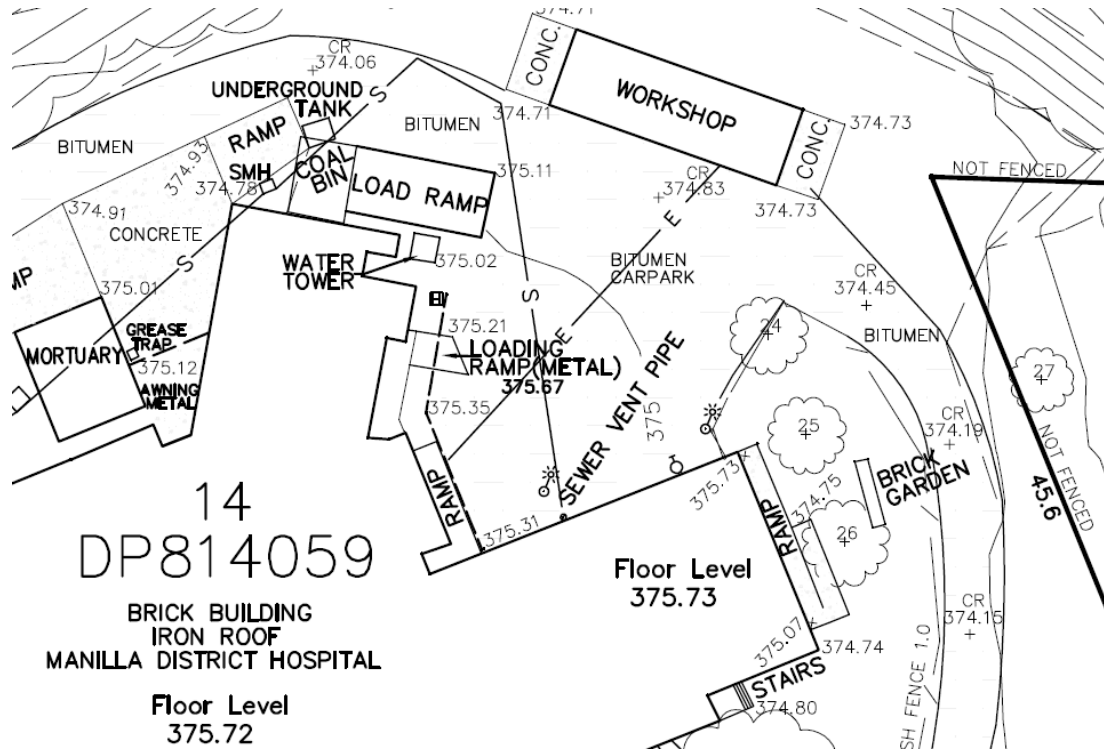 374.71
CR
374.06
CONC.
WORKSHOP
UNDERGROUND
TANK
S
BITUMEN
374.71
374.73
CONC.
BITUMEN
RAMP
374.93
SMH
374.78
COAL
BIN
LOAD RAMP
375.11
CR
374.83
NOT FENCED
374.73
374.91
CONCRETE
E
S
WATER
TOWER
375.02
BITUMEN
CARPARK
CR
374.45
375.01
S
BITUMEN
24
MORTUARY
GREASE
TRAP
375.12
AWNING
METAL
375.21
LOADING
RAMP(METAL)
375.67
E
27
375.35
SEWER VENT PIPE
375
25
CR
374.19
NOT FENCED
45.6
BRICK
GARDEN
RAMP
375.31
375.73
RAMP
374.75
26
14
DP814059
Floor Level
375.73
BRICK BUILDING
IRON ROOF
MANILLA DISTRICT HOSPITAL
CR
374.15
375.07
374.74
STAIRS
374.80
SH FENCE 1.0
Floor Level
375.72